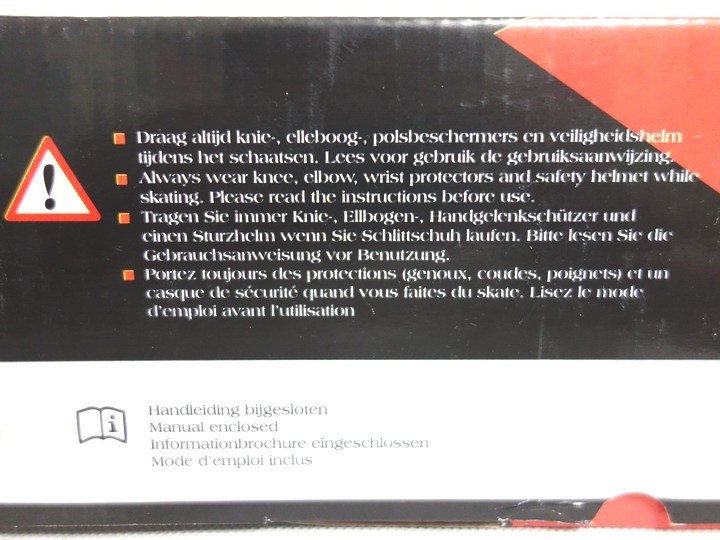 Draag altijd knie-, elleboog-, polsbeschermers en veiligheidshelm
tijdens het schaatsen. Lees voor gebruik de gebruiksaanwijzing.
Always wear knee, elbow, wrist protectors and safety helmet while
skating. Please read the instructions before use.
Tragen Sie immer Knie-, Ellbogen-, Handgelenkschützer und
einen Sturzhelm wenn Sie Schlittschuh laufen. Bitte lesen Sie die
Gebrauchsanweisung vor Benutzung.
Portez toujours des protections (genoux, coudes, poignets) et un
casque de sécurité quand vous faites du skate. Lisez le mode
d'emploi avant l'utilisation
Handleiding bijgesloten
Manual enclosed
Informationbrochure eingeschlossen
Mode d'emploi inclus